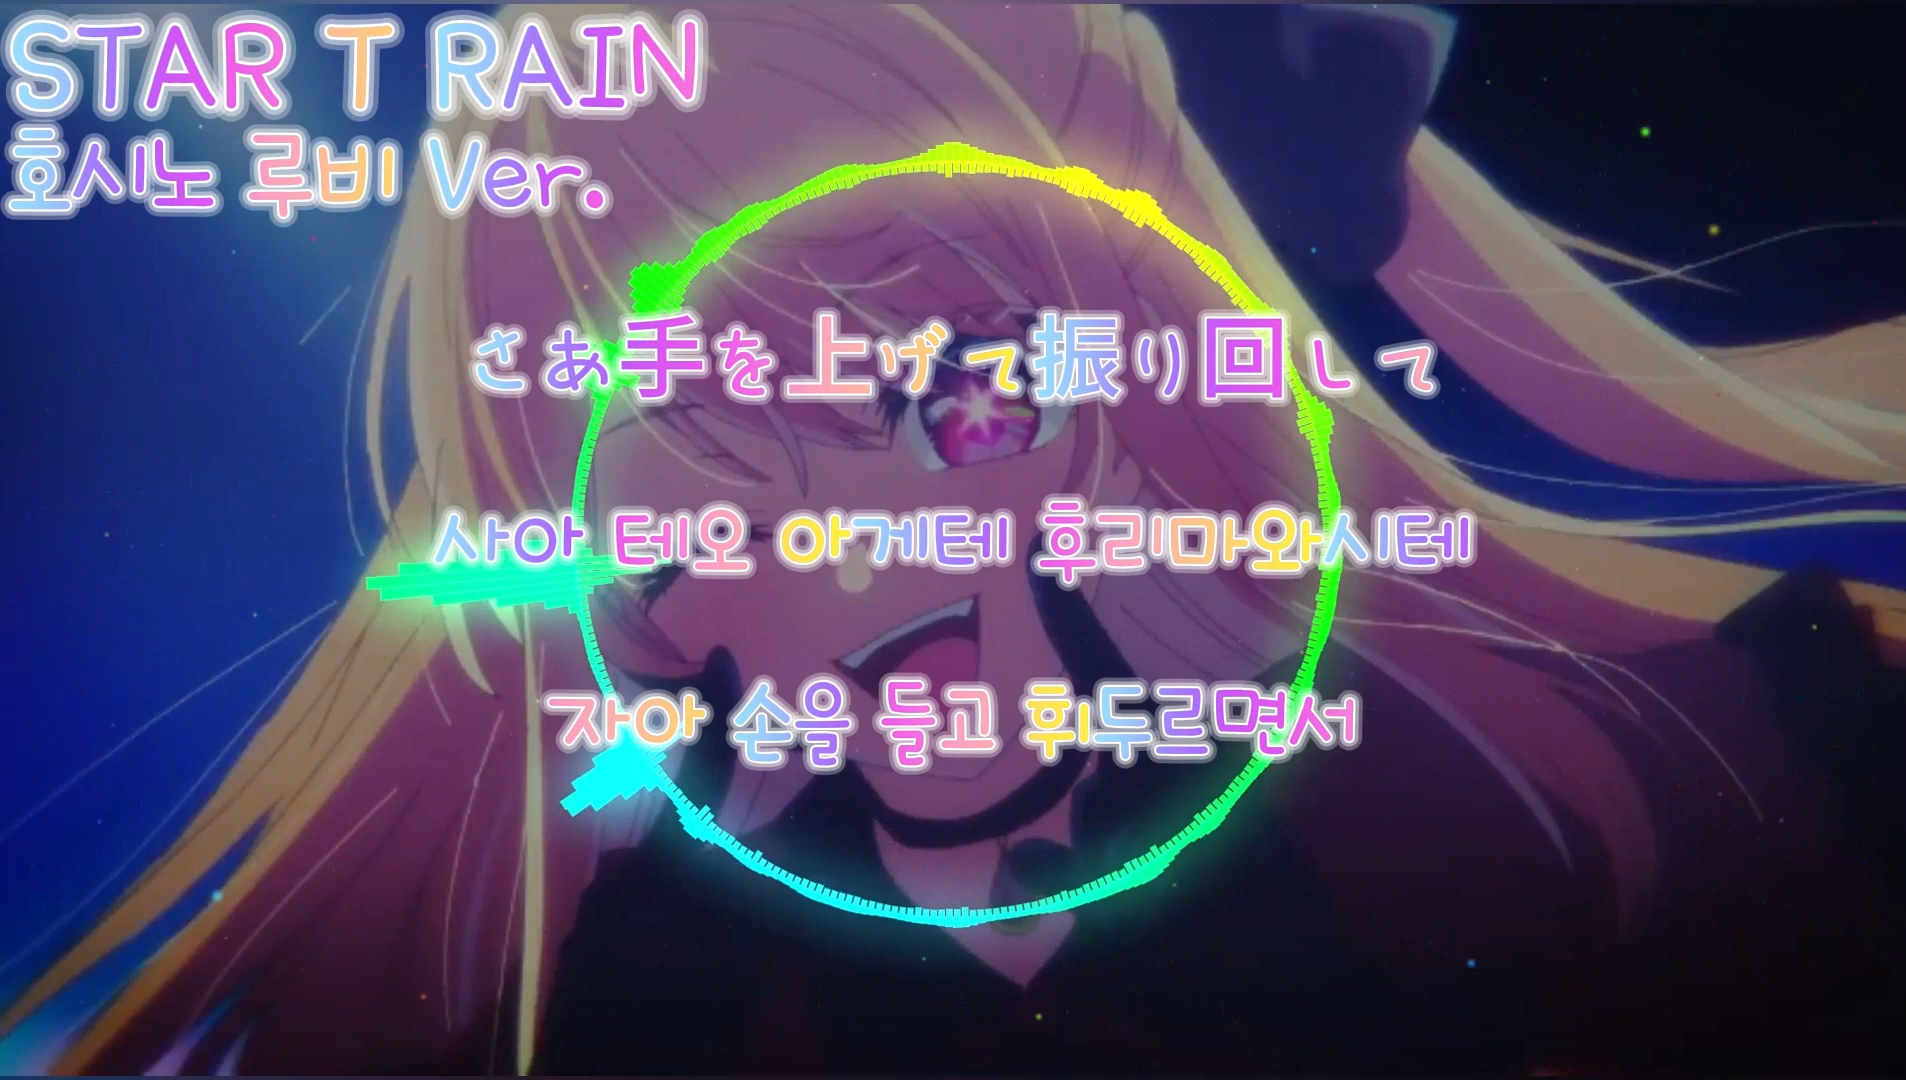 STAR T RAIN
호시노 루비 Ver.
さあ手を上げて振り回して
사아 테오 아게테 후리마와시테
자아 손을 들고 휘두르면서